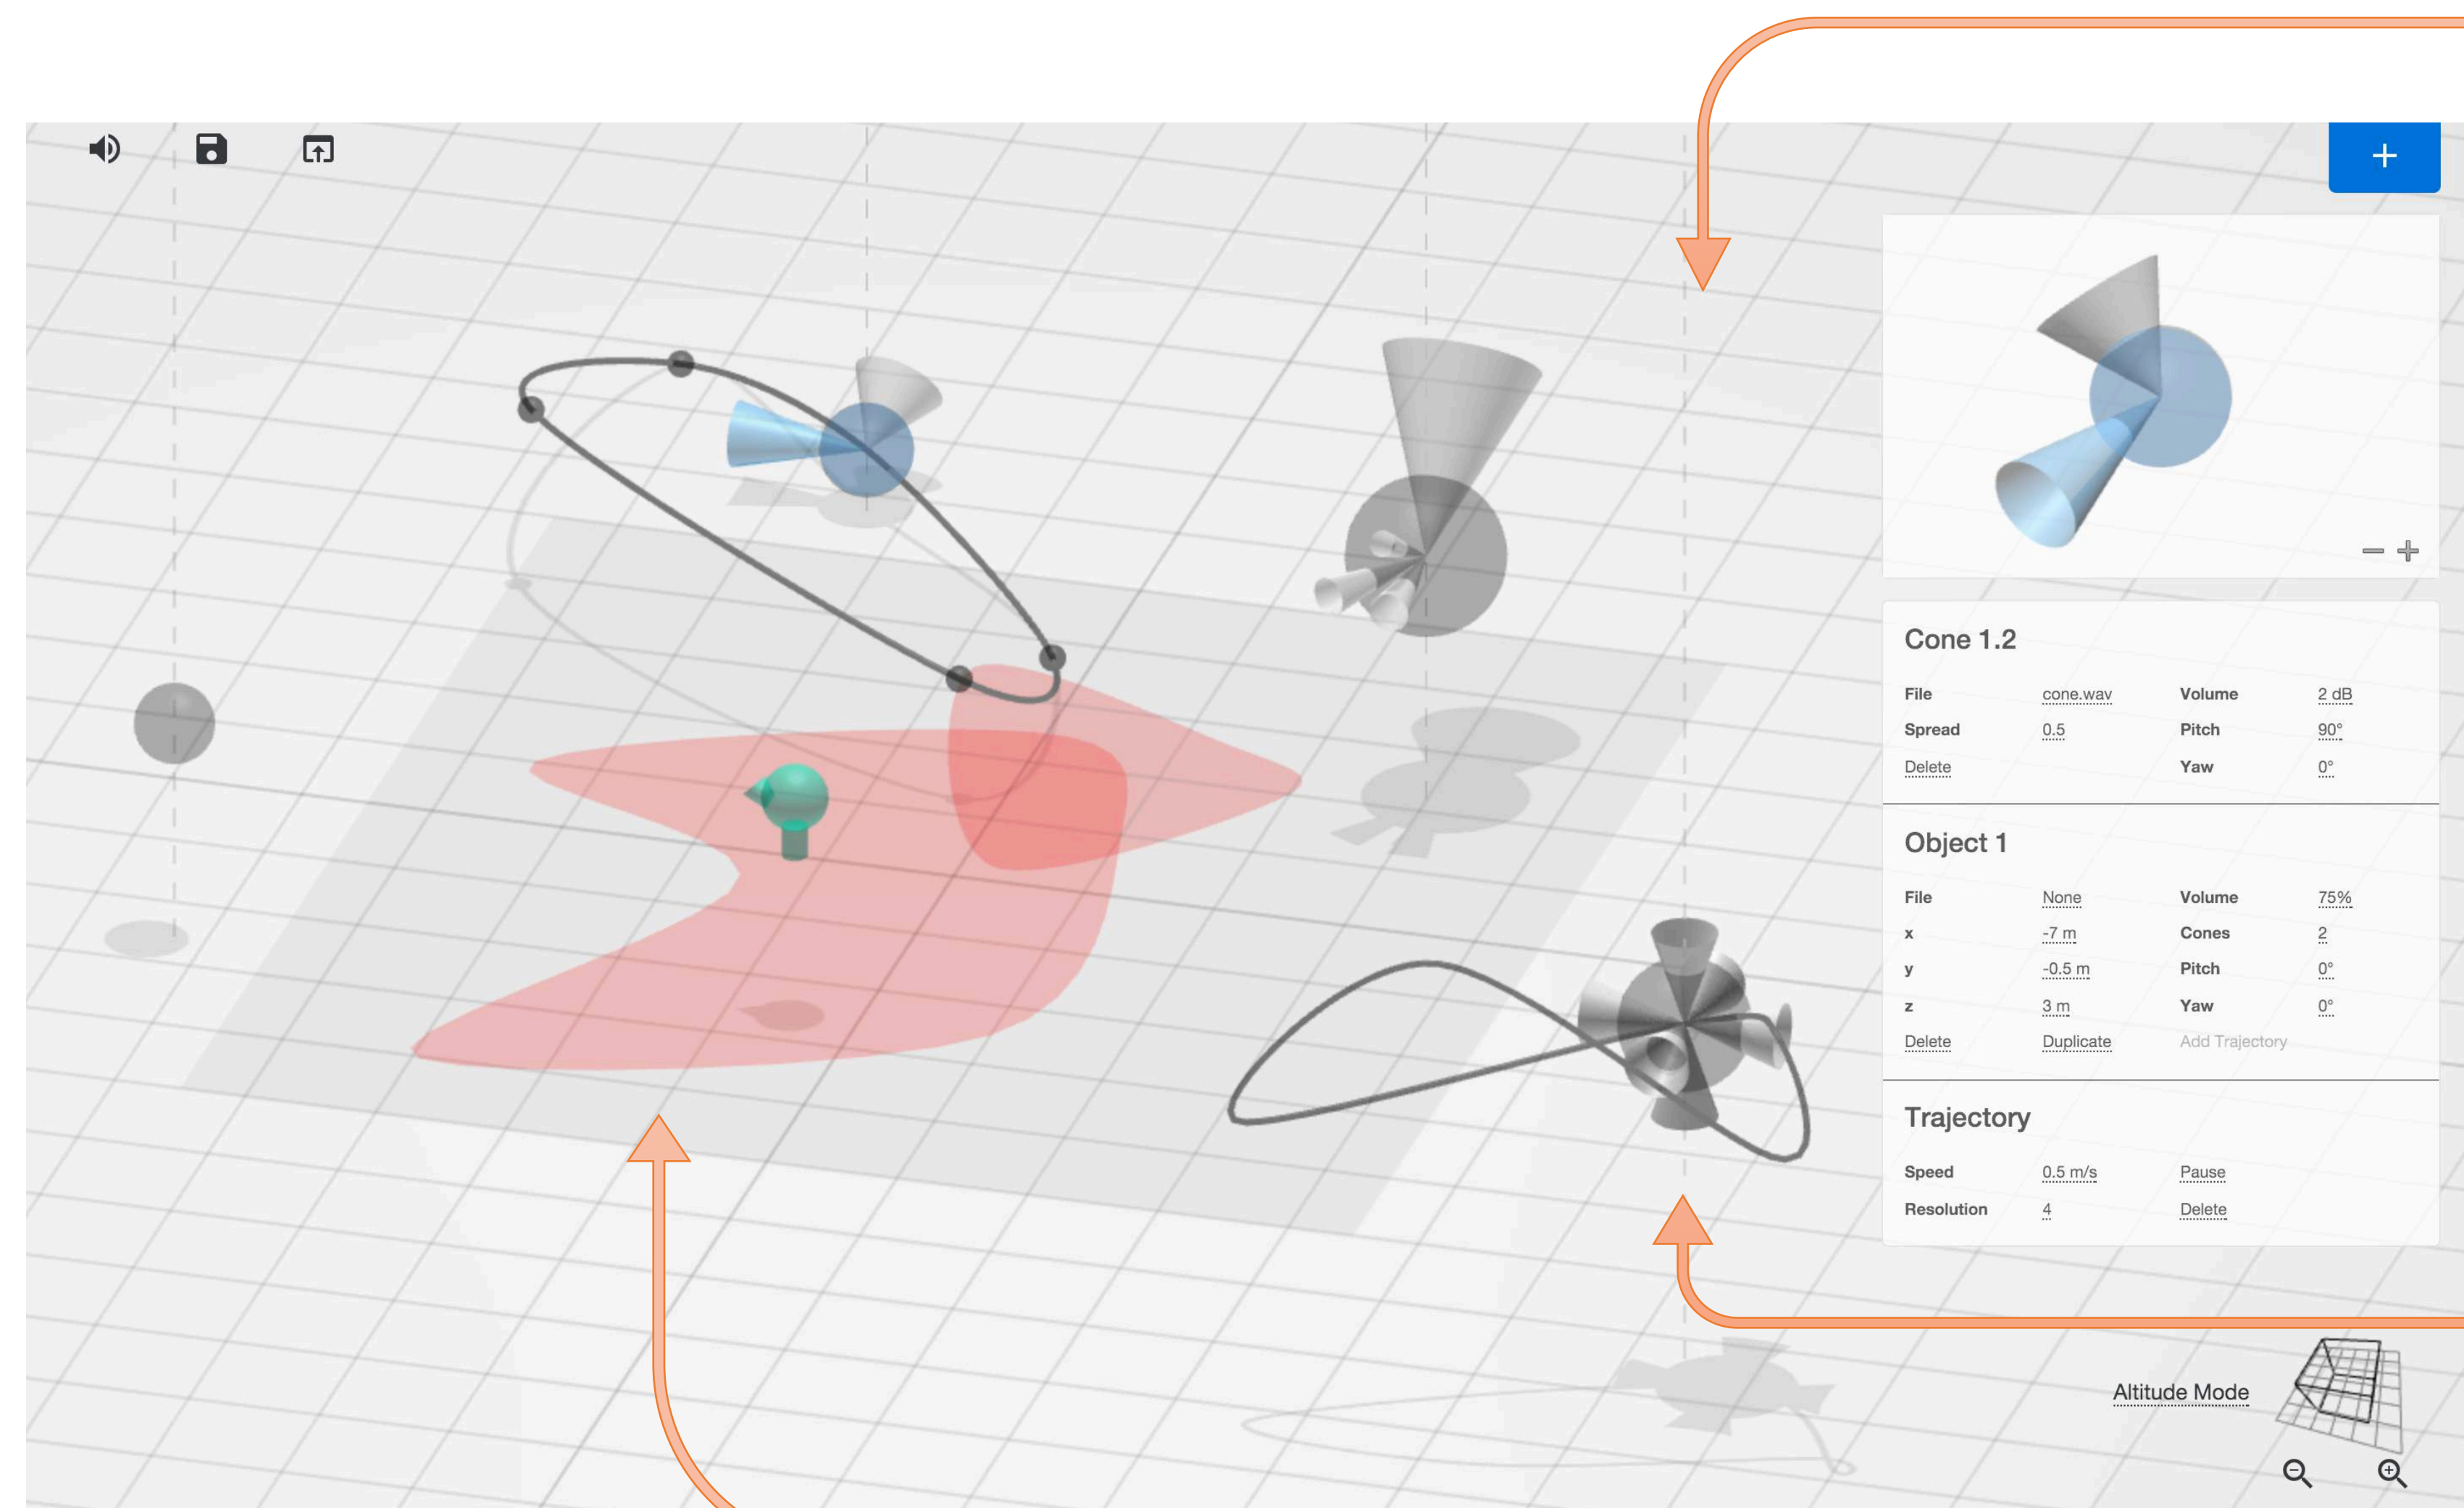 +
Cone 1.2
File cone.wav Volume 2 dB
Spread 0.5 Pitch 90°
Delete Yaw 0°
Object 1
File None Volume 75%
x -7 m Cones 2
y -0.5 m Pitch 0°
z 3 m Yaw 0°
Delete Duplicate Add Trajectory
Trajectory
Speed 0.5 m/s Pause
Resolution 4 Delete
Altitude Mode